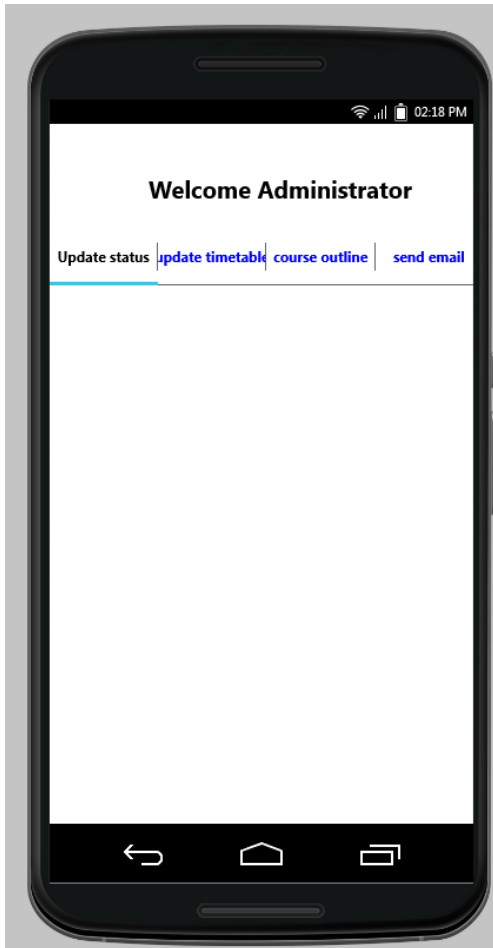 02:18 PM
Welcome Administrator
Update status update timetable course outline send email